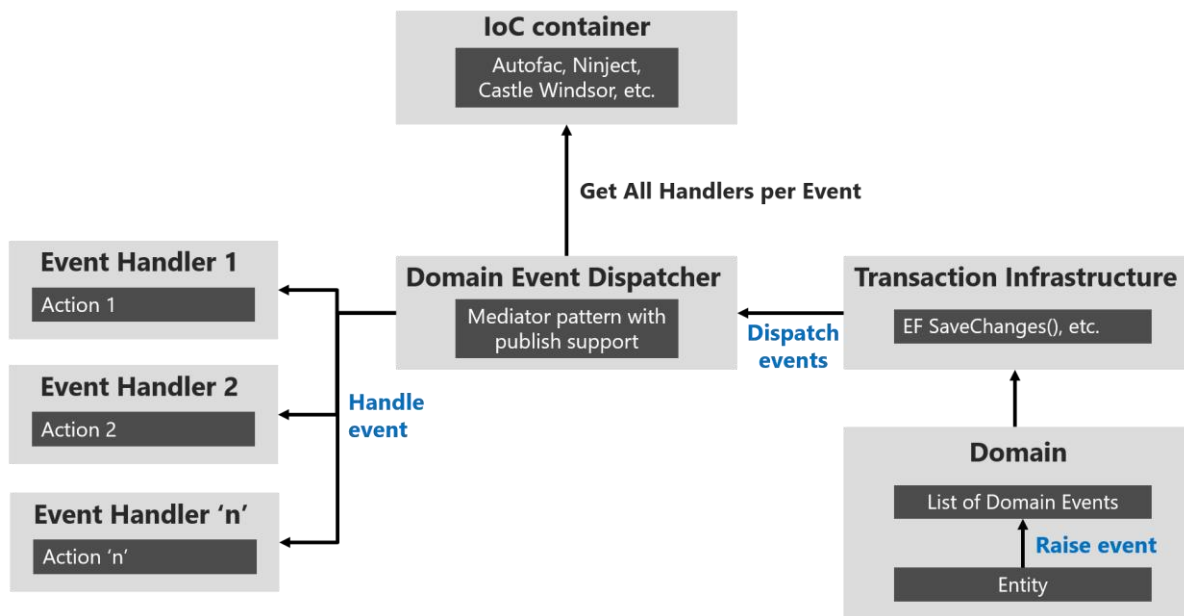 IoC container
Autofac, Ninject,
Castle Windsor, etc.
Get All Handlers per Event
Event Handler 1
Action 1
Event Handler 2
Action 2
Event Handler ‘n’
Action ‘n’
Handle
event
Domain Event Dispatcher
Mediator pattern with
publish support
Dispatch
events
Transaction Infrastructure
EF SaveChanges(), etc.
Domain
List of Domain Events
Raise event
Entity